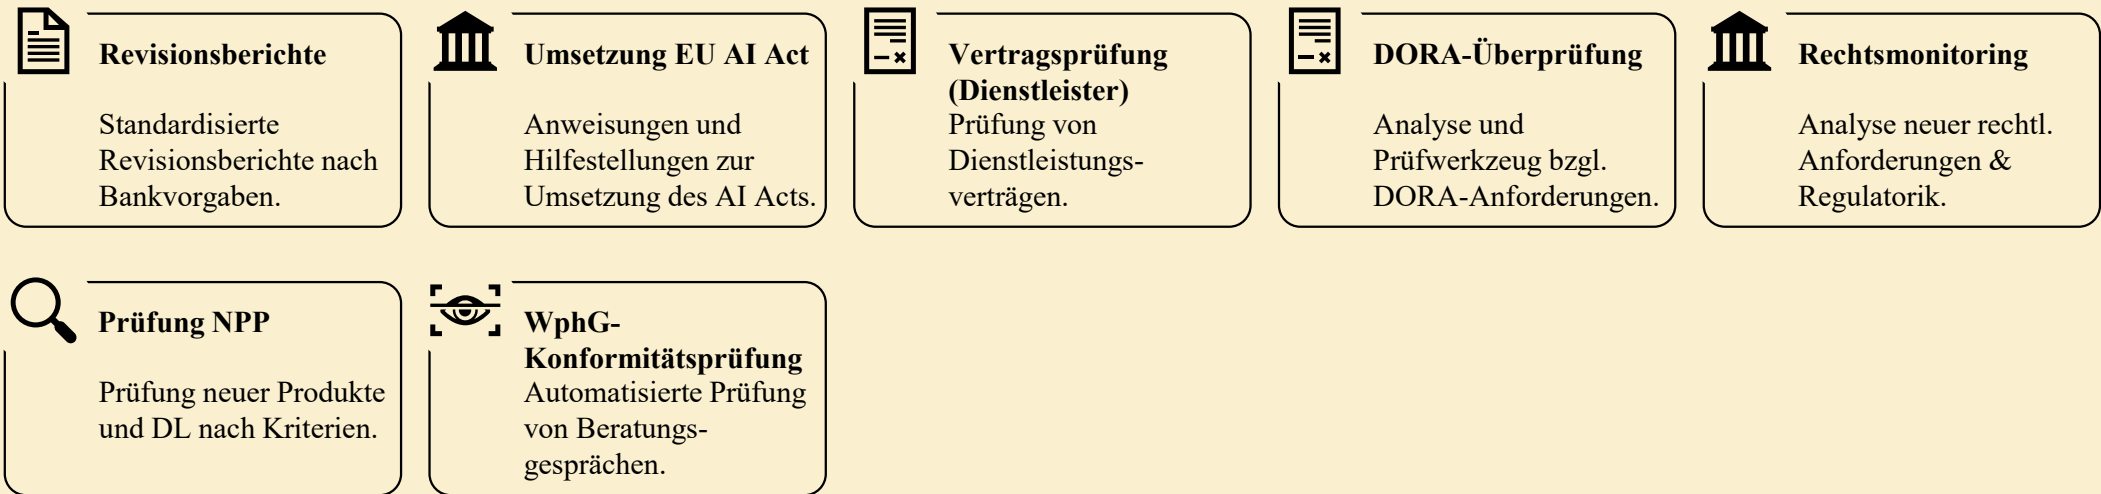 Revisionsberichte
Standardisierte
Revisionsberichte nach
Bankvorgaben.
Umsetzung EU AI Act
Anweisungen und
Hilfestellungen zur
Umsetzung des AI Acts.
Vertragsprüfung
(Dienstleister)
Prüfung von
Dienstleistungs-
verträgen.
DORA-Überprüfung
Analyse und
Prüfwerkzeug bzgl.
DORA-Anforderungen.
Rechtsmonitoring
Analyse neuer rechtl.
Anforderungen &
Regulatorik.
Prüfung NPP
Prüfung neuer Produkte
und DL nach Kriterien.
WphG-
Konformitätsprüfung
Automatisierte Prüfung
von Beratungs-
gesprächen.